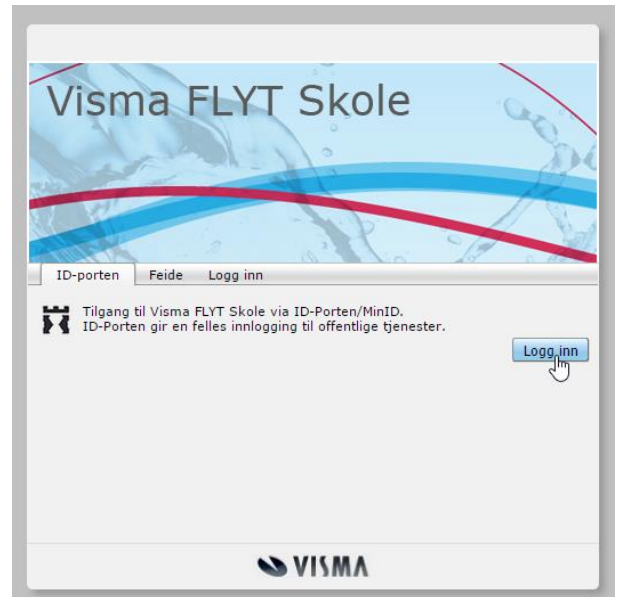 Visma FLYT Skole
ID-porten Feide Logg inn
Tilgang til Visma FLYT Skole via ID-Porten/MinID.
ID-Porten gir en felles innlogging til offentlige tjenester.
Logg inn
VISMA